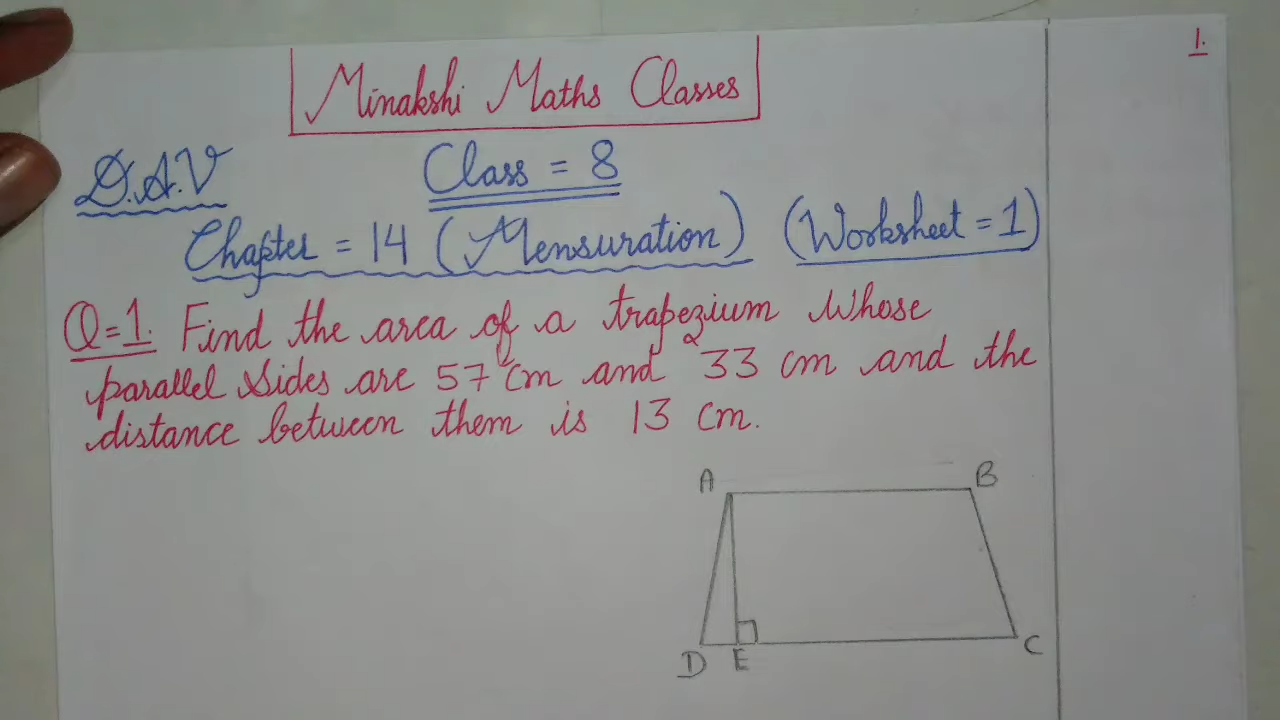 Minakshi Maths Classes
1.
D.A.V Class = 8
Chapter = 14 (Mensuration) (Worksheet = 1)
Q=1. Find the area of a trapezium whose
parallel sides are 57 cm and 33 cm and the
distance between them is 13 cm.
A B
D E C